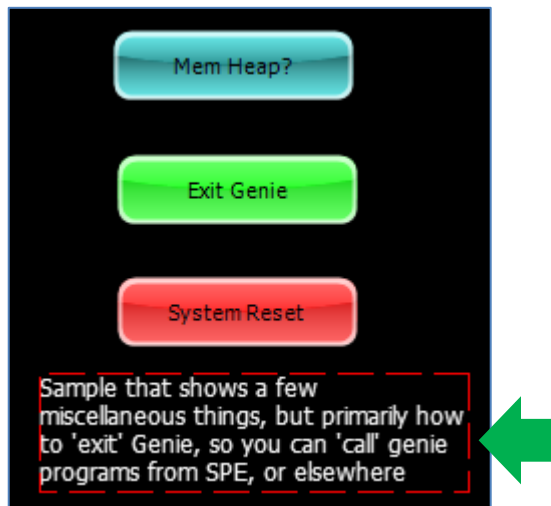 Mem Heap?
Exit Genie
System Reset
Sample that shows a few
miscellaneous things, but primarily how
to 'exit' Genie, so you can 'call' genie
programs from SPE, or elsewhere